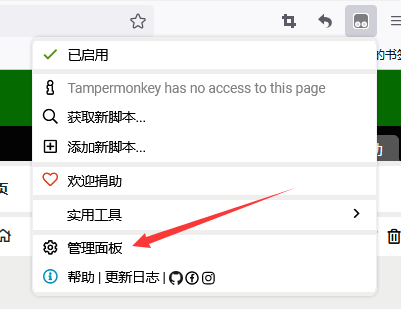 已启用
的书签
Tampermonkey has no access to this page
获取新脚本...
添加新脚本...
欢迎捐助
页
实用工具
管理面板
帮助 | 更新日志 |